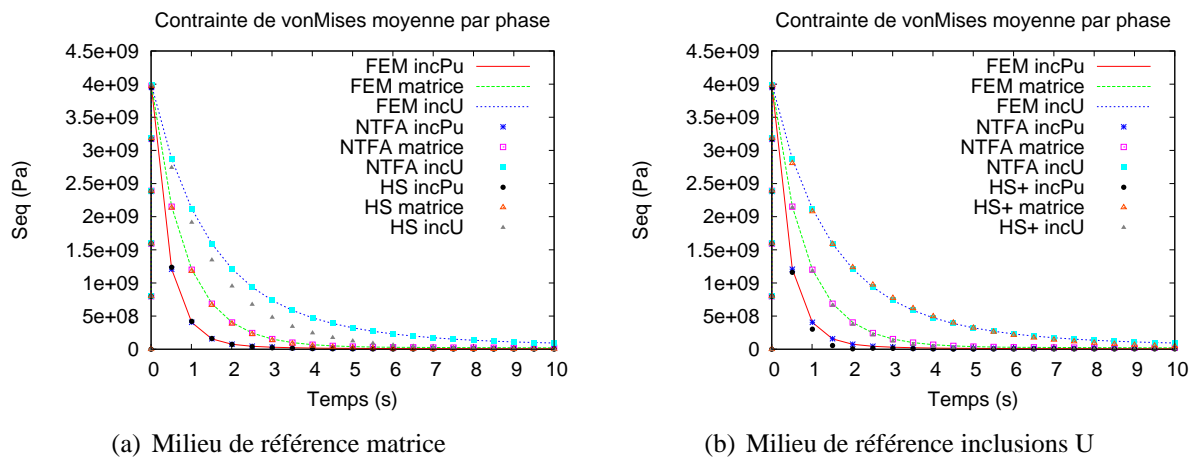 Contrainte de vonMises moyenne par phase
4.5e+09
4e+09
3.5e+09
3e+09
2.5e+09
2e+09
1.5e+09
1e+09
5e+08
0
Seq (Pa)
FEM incPu
FEM matrice
FEM incU
NTFA incPu
NTFA matrice
NTFA incU
HS incPu
HS matrice
HS incU
0 1 2 3 4 5 6 7 8 9 10
Temps (s)
(a) Milieu de référence matrice
Contrainte de vonMises moyenne par phase
4.5e+09
4e+09
3.5e+09
3e+09
2.5e+09
2e+09
1.5e+09
1e+09
5e+08
0
Seq (Pa)
FEM incPu
FEM matrice
FEM incU
NTFA incPu
NTFA matrice
NTFA incU
HS+ incPu
HS+ matrice
HS+ incU
0 1 2 3 4 5 6 7 8 9 10
Temps (s)
(b) Milieu de référence inclusions U